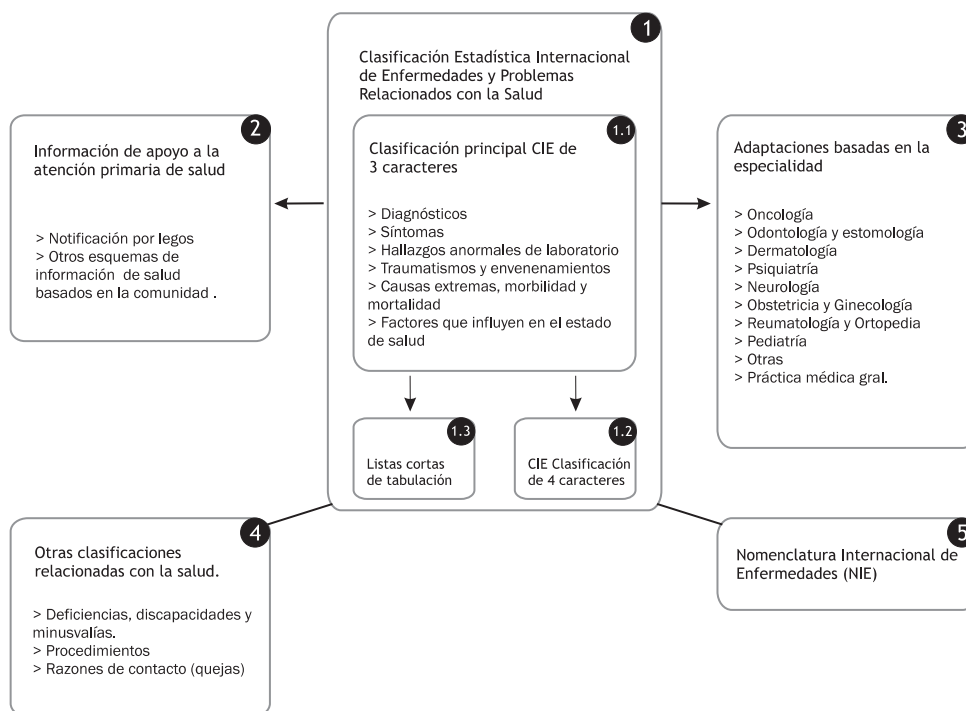 1
Clasificación Estadística Internacional
de Enfermedades y Problemas
Relacionados con la Salud
1.1
Clasificación principal CIE de
3 caracteres
> Diagnósticos
> Síntomas
> Hallazgos anormales de laboratorio
> Traumatismos y envenenamientos
> Causas extremas, morbilidad y
mortalidad
> Factores que influyen en el estado
de salud
1.3
Listas cortas
de tabulación
1.2
CIE Clasificación
de 4 caracteres
2
Información de apoyo a la
atención primaria de salud
> Notificación por legos
> Otros esquemas de
información de salud
basados en la comunidad .
3
Adaptaciones basadas en la
especialidad
> Oncología
> Odontología y estomología
> Dermatología
> Psiquiatría
> Neurología
> Obstetricia y Ginecología
> Reumatología y Ortopedia
> Pediatría
> Otras
> Práctica médica gral.
4
Otras clasificaciones
relacionadas con la salud.
> Deficiencias, discapacidades y
minusvalías.
> Procedimientos
> Razones de contacto (quejas)
5
Nomenclatura Internacional de
Enfermedades (NIE)